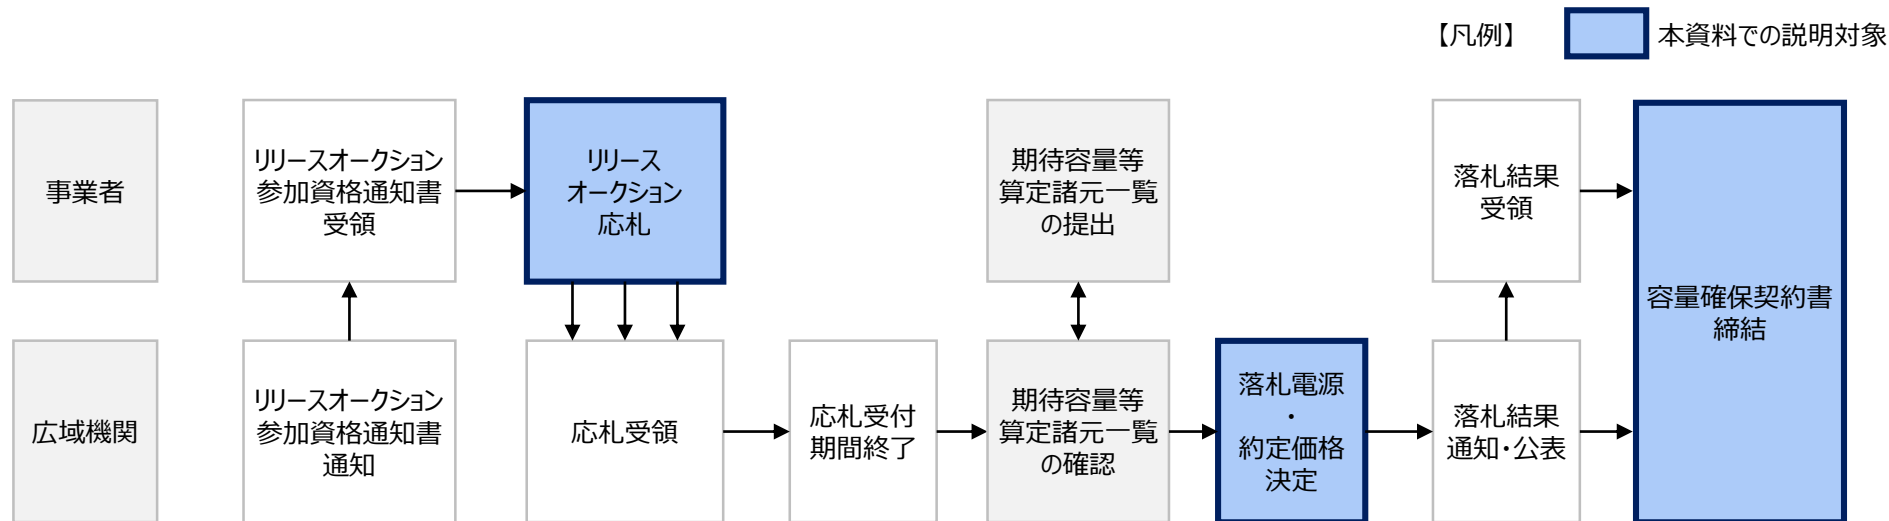 【凡例】
本資料での説明対象
事業者
リリースオークション
参加資格通知書
受領
リリース
オークション
応札
期待容量等
算定諸元一覧
の提出
落札結果
受領
容量確保契約書
締結
広域機関
リリースオークション
参加資格通知書
通知
応札受領
応札受付
期間終了
期待容量等
算定諸元一覧
の確認
落札電源
・
約定価格
決定
落札結果
通知・公表